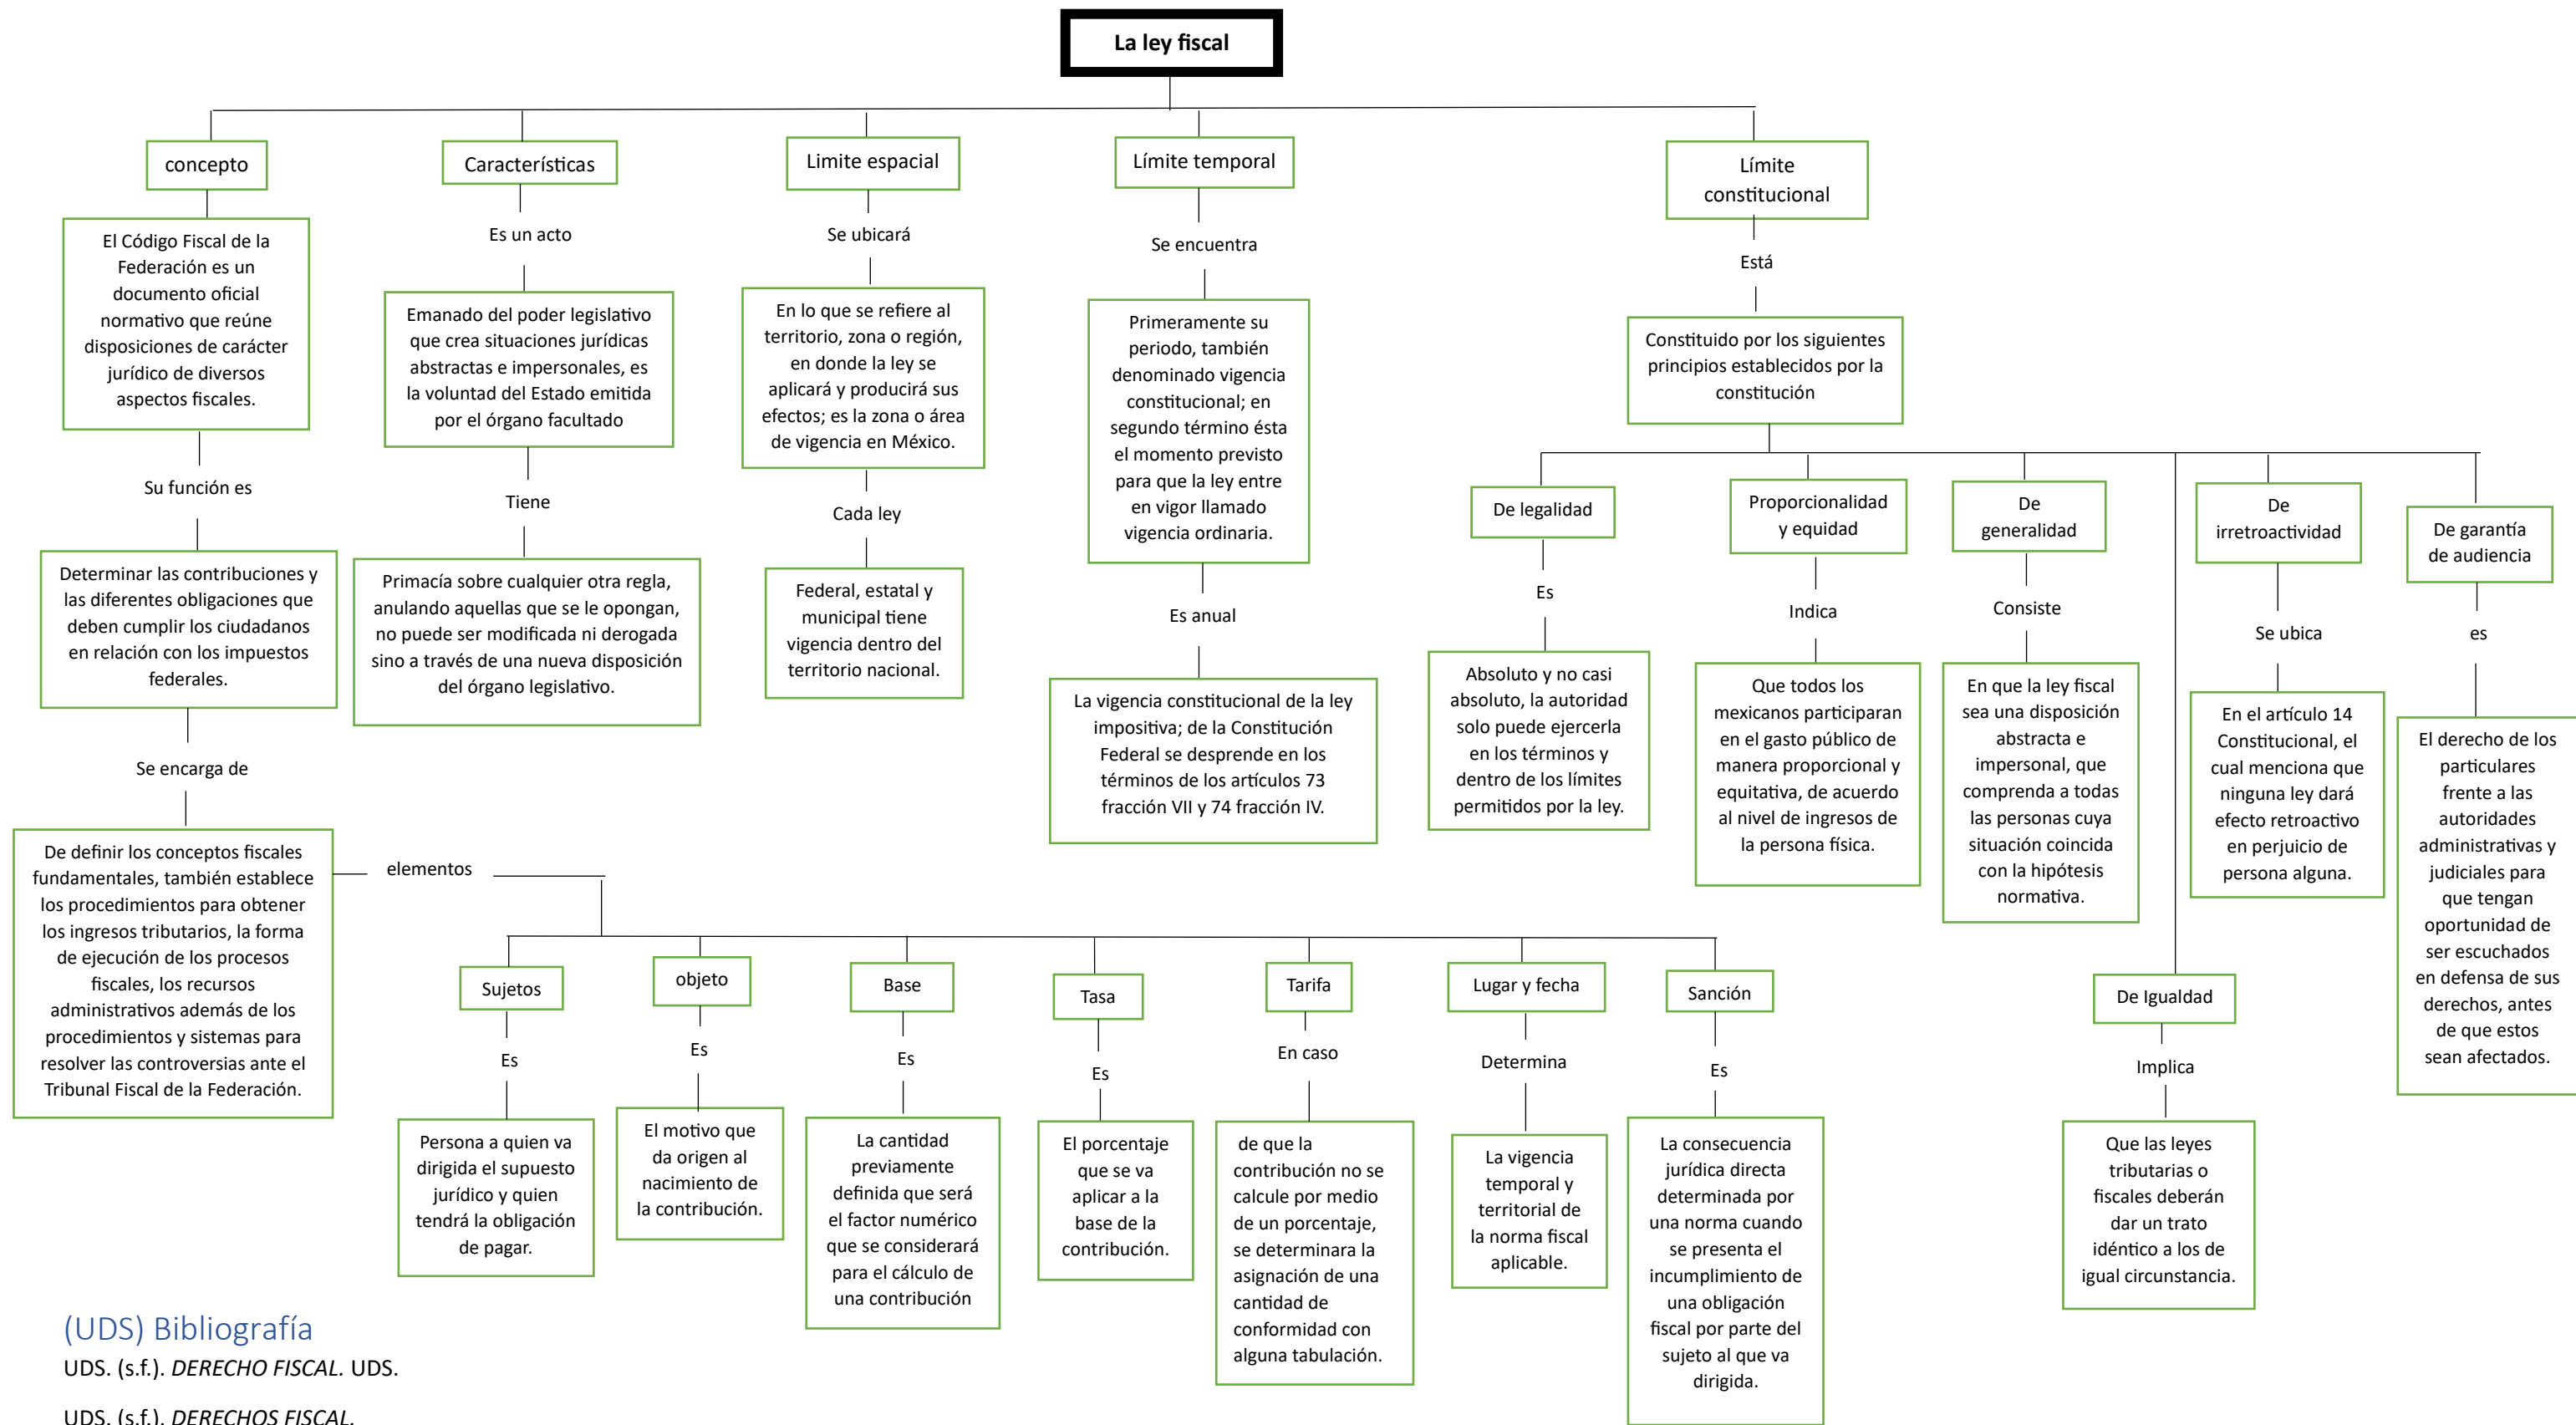 La ley fiscal
concepto
El Código Fiscal de la
Federación es un
documento oficial
normativo que reúne
disposiciones de carácter
jurídico de diversos
aspectos fiscales.
Su función es
Determinar las contribuciones y
las diferentes obligaciones que
deben cumplir los ciudadanos
en relación con los impuestos
federales.
Se encarga de
De definir los conceptos fiscales
fundamentales, también establece
los procedimientos para obtener
los ingresos tributarios, la forma
de ejecución de los procesos
fiscales, los recursos
administrativos además de los
procedimientos y sistemas para
resolver las controversias ante el
Tribunal Fiscal de la Federación.
elementos
Sujetos
Es
Persona a quien va
dirigida el supuesto
jurídico y quien
tendrá la obligación
de pagar.
objeto
Es
El motivo que
da origen al
nacimiento de
la contribución.
Base
Es
La cantidad
previamente
definida que será
el factor numérico
que se considerará
para el cálculo de
una contribución
Tasa
Es
El porcentaje
que se va
aplicar a la
base de la
contribución.
Tarifa
En caso
de que la
contribución no se
calcule por medio
de un porcentaje,
se determinara la
asignación de una
cantidad de
conformidad con
alguna tabulación.
Lugar y fecha
Determina
La vigencia
temporal y
territorial de
la norma fiscal
aplicable.
Sanción
Es
La consecuencia
jurídica directa
determinada por
una norma cuando
se presenta el
incumplimiento de
una obligación
fiscal por parte del
sujeto al que va
dirigida.
Característícas
Es un acto
Emanado del poder legislativo
que crea situaciones jurídicas
abstractas e impersonales, es
la voluntad del Estado emitida
por el órgano facultado
Tiene
Primacía sobre cualquier otra regla,
anulando aquellas que se le opongan,
no puede ser modificada ni derogada
sino a través de una nueva disposición
del órgano legislativo.
Limite espacial
Se ubicará
En lo que se refiere al
territorio, zona o región,
en donde la ley se
aplicará y producirá sus
efectos; es la zona o área
de vigencia en México.
Cada ley
Federal, estatal y
municipal tiene
vigencia dentro del
territorio nacional.
Límite temporal
Se encuentra
Primeramente su
periodo, también
denominado vigencia
constitucional; en
segundo término ésta
el momento previsto
para que la ley entre
en vigor llamado
vigencia ordinaria.
Es anual
La vigencia constitucional de la ley
impositiva; de la Constitución
Federal se desprende en los
términos de los artículos 73
fracción VII y 74 fracción IV.
Límite
constitucional
Está
Constituido por los siguientes
principios establecidos por la
constitución
De legalidad
Es
Absoluto y no casi
absoluto, la autoridad
solo puede ejercerla
en los términos y
dentro de los límites
permitidos por la ley.
Proporcionalidad
y equidad
Indica
Que todos los
mexicanos participaran
en el gasto público de
manera proporcional y
equitativa, de acuerdo
al nivel de ingresos de
la persona física.
De
generalidad
Consiste
En que la ley fiscal
sea una disposición
abstracta e
impersonal, que
comprenda a todas
las personas cuya
situación coincida
con la hipótesis
normativa.
De Igualdad
Implica
Que las leyes
tributarias o
fiscales deberán
dar un trato
idéntico a los de
igual circunstancia.
De
irretroactividad
Se ubica
En el artículo 14
Constitucional, el
cual menciona que
ninguna ley dará
efecto retroactivo
en perjuicio de
persona alguna.
De garantía
de audiencia
es
El derecho de los
particulares
frente a las
autoridades
administrativas y
judiciales para
que tengan
oportunidad de
ser escuchados
en defensa de sus
derechos, antes
de que estos
sean afectados.
(UDS) Bibliografía
UDS. (s.f.). DERECHO FISCAL. UDS.
UDS. (s.f.). DERECHOS FISCAL.